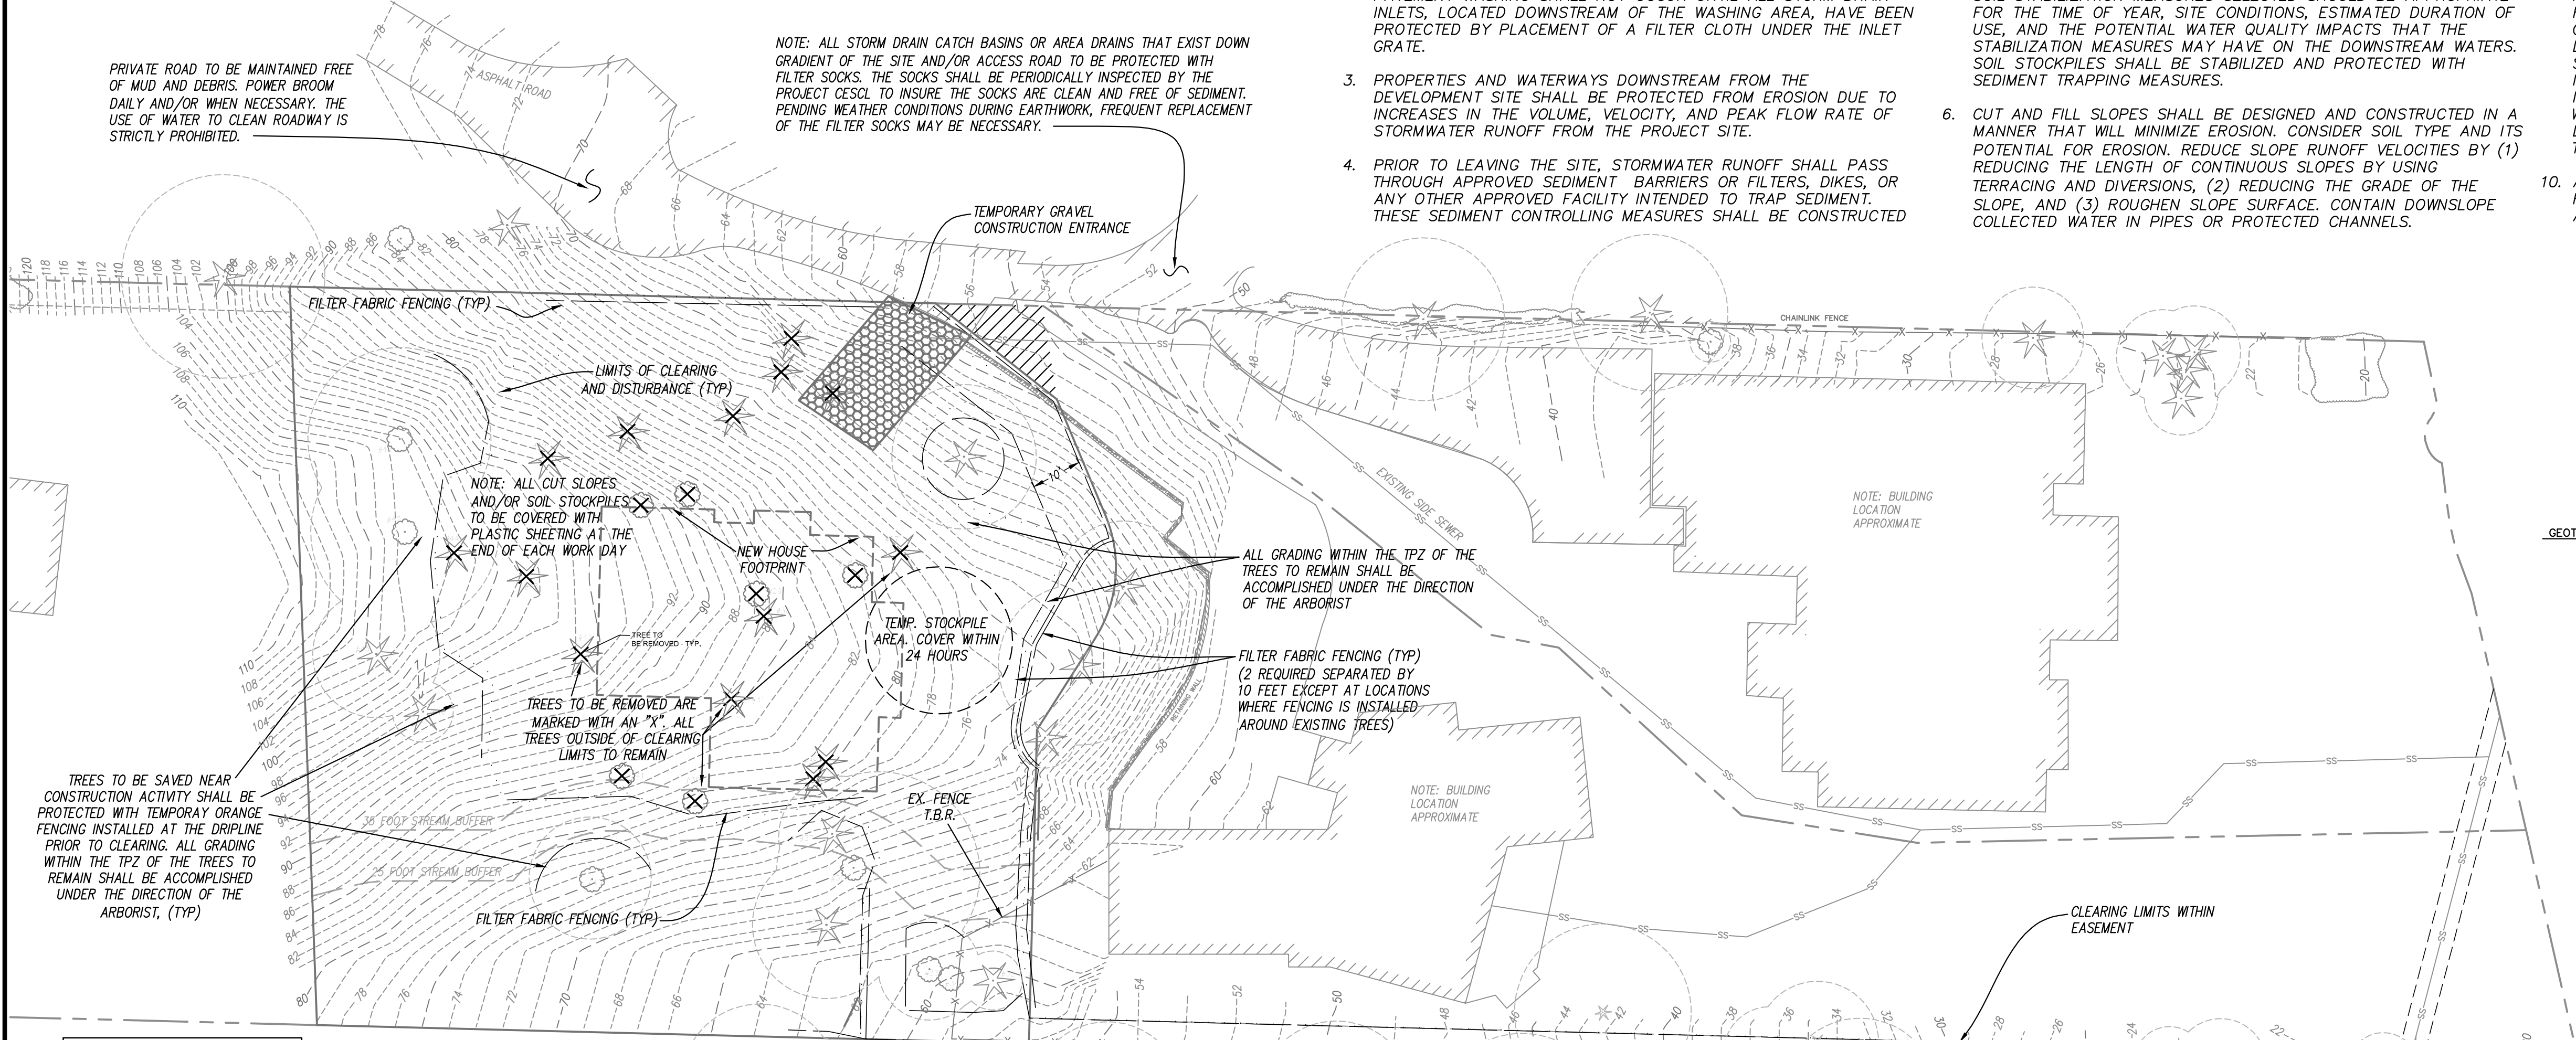 PRIVATE ROAD TO BE MAINTAINED FREE
OF MUD AND DEBRIS. POWER BROOM
DAILY AND/OR WHEN NECESSARY. THE
USE OF WATER TO CLEAN ROADWAY IS
STRICTLY PROHIBITED.
ASPHALT ROAD
NOTE: ALL STORM DRAIN CATCH BASINS OR AREA DRAINS THAT EXIST DOWN
GRADIENT OF THE SITE AND/OR ACCESS ROAD TO BE PROTECTED WITH
FILTER SOCKS. THE SOCKS SHALL BE PERIODICALLY INSPECTED BY THE
PROJECT CESCL TO INSURE THE SOCKS ARE CLEAN AND FREE OF SEDIMENT.
PENDING WEATHER CONDITIONS DURING EARTHWORK, FREQUENT REPLACEMENT
OF THE FILTER SOCKS MAY BE NECESSARY.
INLETS, LOCATED DOWNSTREAM OF THE WASHING AREA, HAVE BEEN
PROTECTED BY PLACEMENT OF A FILTER CLOTH UNDER THE INLET
GRATE.
3. PROPERTIES AND WATERWAYS DOWNSTREAM FROM THE
DEVELOPMENT SITE SHALL BE PROTECTED FROM EROSION DUE TO
INCREASES IN THE VOLUME, VELOCITY, AND PEAK FLOW RATE OF
STORMWATER RUNOFF FROM THE PROJECT SITE.
4. PRIOR TO LEAVING THE SITE, STORMWATER RUNOFF SHALL PASS
THROUGH APPROVED SEDIMENT BARRIERS OR FILTERS, DIKES, OR
ANY OTHER APPROVED FACILITY INTENDED TO TRAP SEDIMENT.
THESE SEDIMENT CONTROLLING MEASURES SHALL BE CONSTRUCTED
FOR THE TIME OF YEAR, SITE CONDITIONS, ESTIMATED DURATION OF
USE, AND THE POTENTIAL WATER QUALITY IMPACTS THAT THE
STABILIZATION MEASURES MAY HAVE ON THE DOWNSTREAM WATERS.
SOIL STOCKPILES SHALL BE STABILIZED AND PROTECTED WITH
SEDIMENT TRAPPING MEASURES.
6. CUT AND FILL SLOPES SHALL BE DESIGNED AND CONSTRUCTED IN A
MANNER THAT WILL MINIMIZE EROSION. CONSIDER SOIL TYPE AND ITS
POTENTIAL FOR EROSION. REDUCE SLOPE RUNOFF VELOCITIES BY (1)
REDUCING THE LENGTH OF CONTINUOUS SLOPES BY USING
TERRACING AND DIVERSIONS, (2) REDUCING THE GRADE OF THE
SLOPE, AND (3) ROUGHEN SLOPE SURFACE. CONTAIN DOWNSLOPE
COLLECTED WATER IN PIPES OR PROTECTED CHANNELS.
10.
TEMPORARY GRAVEL
CONSTRUCTION ENTRANCE
FILTER FABRIC FENCING (TYP)
LIMITS OF CLEARING
AND DISTURBANCE (TYP)
CHAINLINK FENCE
NOTE: ALL CUT SLOPES
AND/OR SOIL STOCKPILES
TO BE COVERED WITH
PLASTIC SHEETING AT THE
END OF EACH WORK DAY
NEW HOUSE
FOOTPRINT
10'
EXISTING SIDE SEWER
NOTE: BUILDING
LOCATION
APPROXIMATE
GEOT
ALL GRADING WITHIN THE TPZ OF THE
TREES TO REMAIN SHALL BE
ACCOMPLISHED UNDER THE DIRECTION
OF THE ARBORIST
TEMP. STOCKPILE
AREA. COVER WITHIN
24 HOURS
TREE TO
BE REMOVED - TYP.
FILTER FABRIC FENCING (TYP)
(2 REQUIRED SEPARATED BY
10 FEET EXCEPT AT LOCATIONS
WHERE FENCING IS INSTALLED
AROUND EXISTING TREES)
RETAINING WALL
TREES TO BE REMOVED ARE
MARKED WITH AN "X". ALL
TREES OUTSIDE OF CLEARING
LIMITS TO REMAIN
TREES TO BE SAVED NEAR
CONSTRUCTION ACTIVITY SHALL BE
PROTECTED WITH TEMPORAY ORANGE
FENCING INSTALLED AT THE DRIPLINE
PRIOR TO CLEARING. ALL GRADING
WITHIN THE TPZ OF THE TREES TO
REMAIN SHALL BE ACCOMPLISHED
UNDER THE DIRECTION OF THE
ARBORIST, (TYP)
35 FOOT STREAM BUFFER
25 FOOT STREAM BUFFER
FILTER FABRIC FENCING (TYP)
EX. FENCE
T.B.R.
NOTE: BUILDING
LOCATION
APPROXIMATE
CLEARING LIMITS WITHIN
EASEMENT